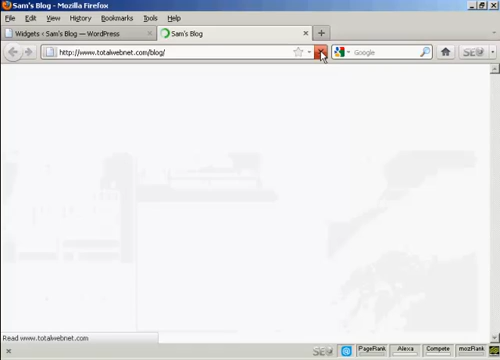 Sam's Blog - Mozilla Firefox
File Edit View History Bookmarks Tools Help
Widgets ‹ Sam's Blog — WordPress × Sam's Blog × +
http://www.totalwebnet.com/blog/ Google SEO
Read www.totalwebnet.com
× SEO PageRank Alexa Compete mozRank